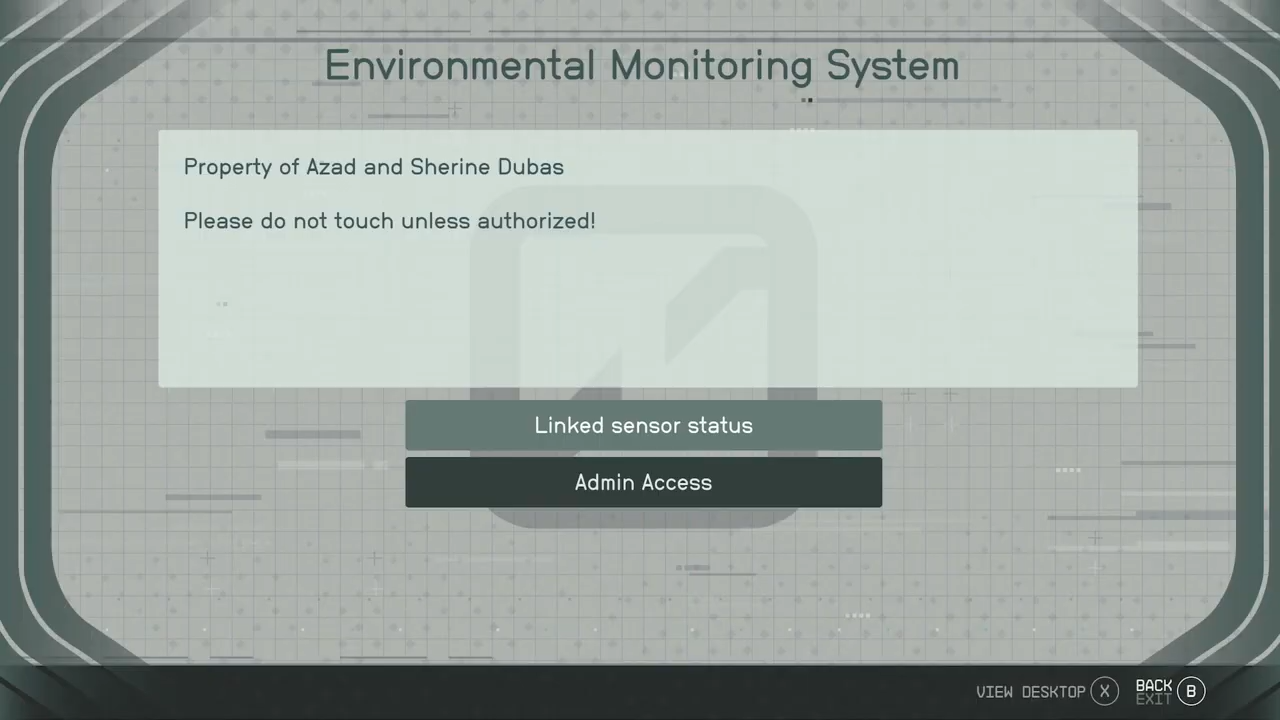 Environmental Monitoring System
Property of Azad and Sherine Dubas
Please do not touch unless authorized!
Linked sensor status
Admin Access
VIEW DESKTOP X BACK B
EXIT